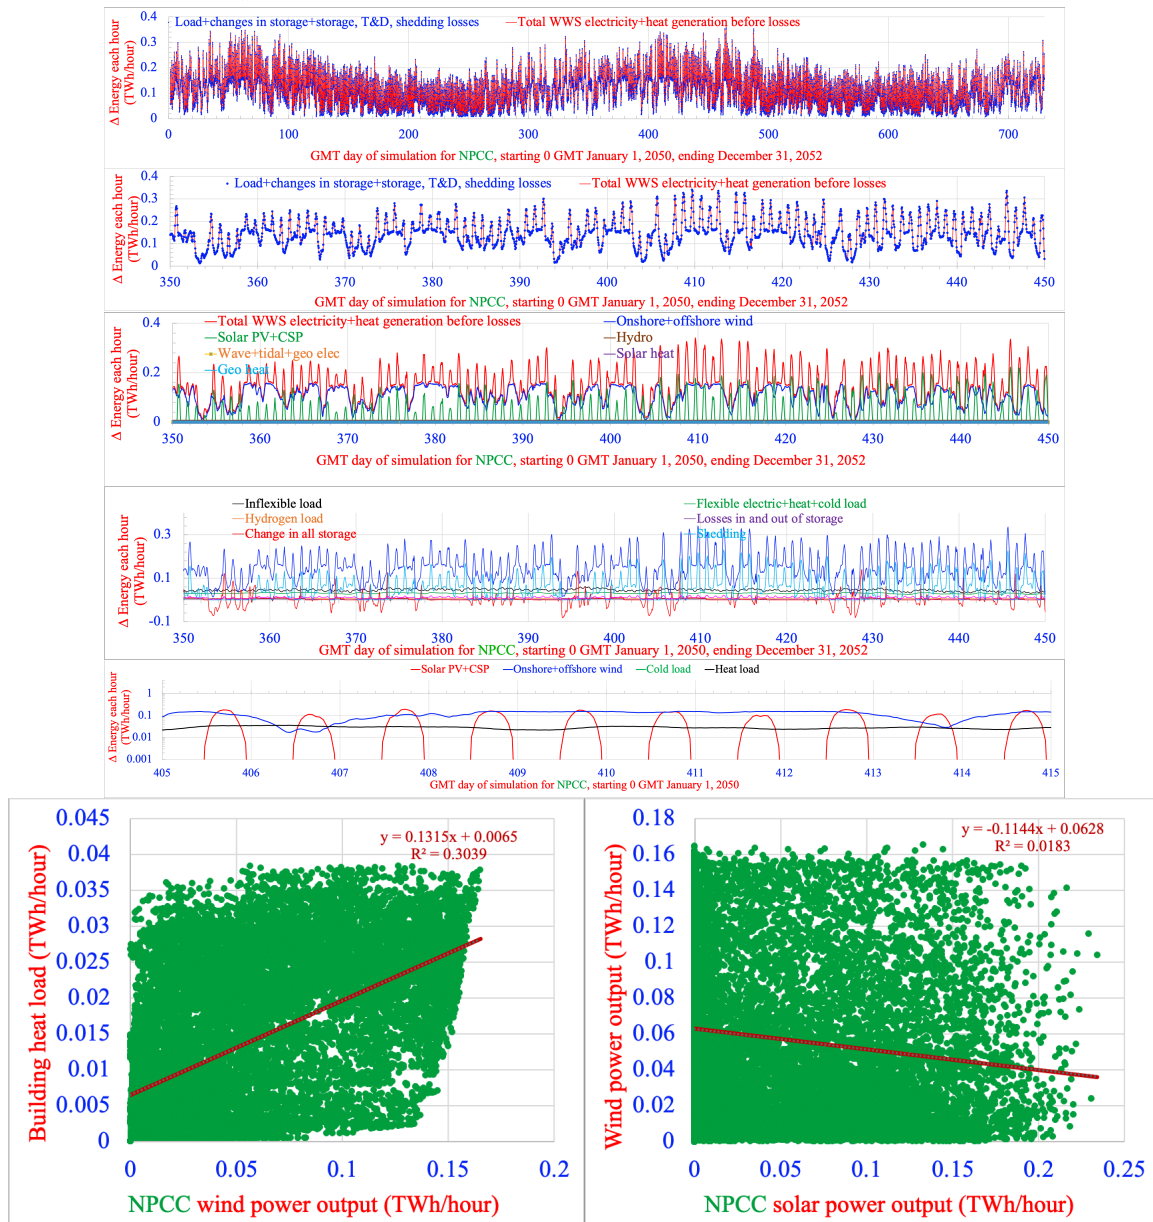 Load+changes in storage+storage, T&D, shedding losses
Total WWS electricity+heat generation before losses
Δ Energy each hour
(TWh/hour)
0.4
0.3
0.2
0.1
0
0 100 200 300 400 500 600 700
GMT day of simulation for NPCC, starting 0 GMT January 1, 2050, ending December 31, 2052
Load+changes in storage+storage, T&D, shedding losses
Total WWS electricity+heat generation before losses
Δ Energy each hour
(TWh/hour)
0.4
0.3
0.2
0.1
0
350 360 370 380 390 400 410 420 430 440 450
GMT day of simulation for NPCC, starting 0 GMT January 1, 2050, ending December 31, 2052
Total WWS electricity+heat generation before losses
Onshore+offshore wind
Solar PV+CSP
Hydro
Wave+tidal+geo elec
Solar heat
Geo heat
Δ Energy each hour
(TWh/hour)
0.4
0.2
0
350 360 370 380 390 400 410 420 430 440 450
GMT day of simulation for NPCC, starting 0 GMT January 1, 2050, ending December 31, 2052
Inflexible load
Flexible electric+heat+cold load
Hydrogen load
Losses in and out of storage
Change in all storage
Shedding
Δ Energy each hour
(TWh/hour)
0.3
0.1
-0.1
350 360 370 380 390 400 410 420 430 440 450
GMT day of simulation for NPCC, starting 0 GMT January 1, 2050, ending December 31, 2052
Solar PV+CSP Onshore+offshore wind Cold load Heat load
Δ Energy each hour
(TWh/hour)
1
0.1
0.01
0.001
405 406 407 408 409 410 411 412 413 414 415
GMT day of simulation for NPCC, starting 0 GMT January 1, 2050
Building heat load (TWh/hour)
0.045
0.04
0.035
0.03
0.025
0.02
0.015
0.01
0.005
0
y = 0.1315x + 0.0065
R² = 0.3039
0 0.05 0.1 0.15 0.2
NPCC wind power output (TWh/hour)
Wind power output (TWh/hour)
0.18
0.16
0.14
0.12
0.1
0.08
0.06
0.04
0.02
0
y = -0.1144x + 0.0628
R² = 0.0183
0 0.05 0.1 0.15 0.2 0.25
NPCC solar power output (TWh/hour)